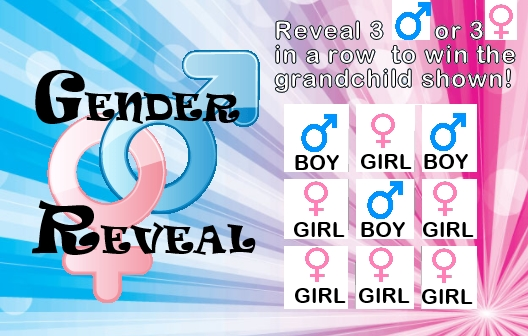 GENDER
REVEAL
Reveal 3 ♂ or 3 ♀
in a row to win the
grandchild shown!
BOY GIRL BOY
GIRL BOY GIRL
GIRL GIRL GIRL